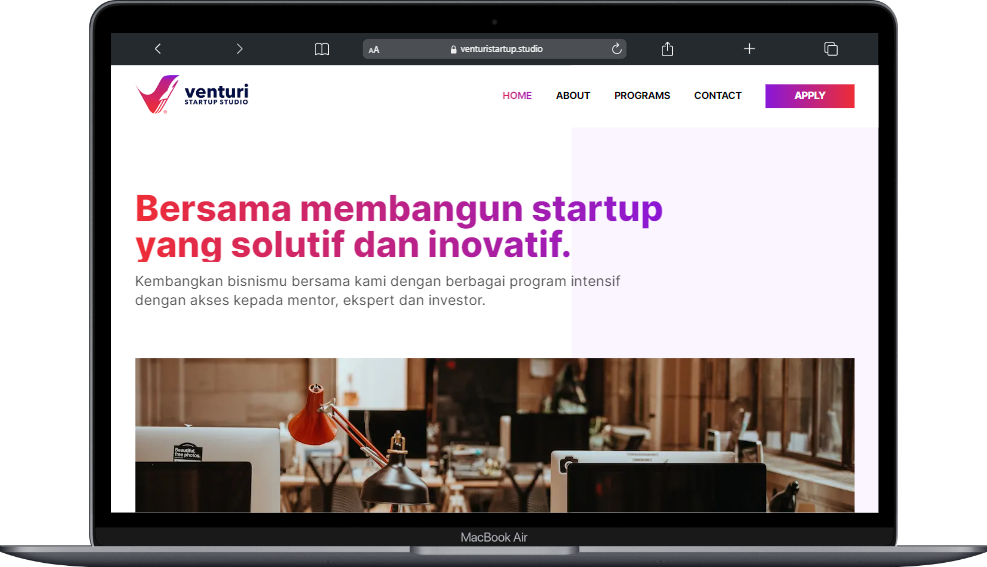 AA venturistartup.studio
venturi
STARTUP STUDIO
HOME ABOUT PROGRAMS CONTACT APPLY
Bersama membangun startup
yang solutif dan inovatif.
Kembangkan bisnismu bersama kami dengan berbagai program intensif
dengan akses kepada mentor, ekspert dan investor.
Beautiful,
free photos.
MacBook Air